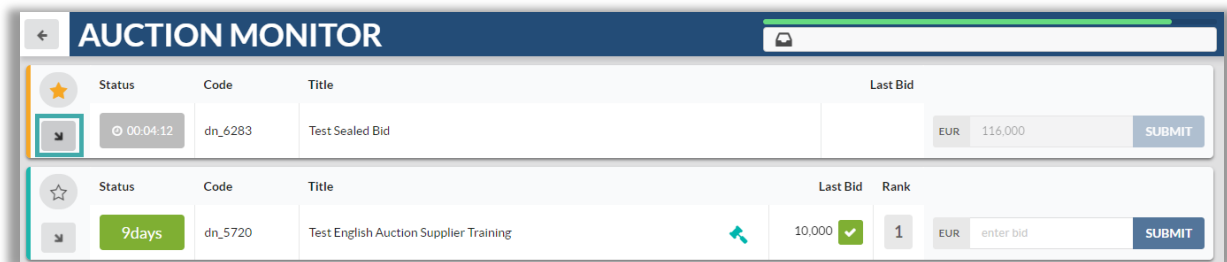 AUCTION MONITOR
Status Code Title Last Bid
00:04:12 dn_6283 Test Sealed Bid EUR 116,000 SUBMIT
Status Code Title Last Bid Rank
9days dn_5720 Test English Auction Supplier Training 10,000 1 EUR enter bid SUBMIT